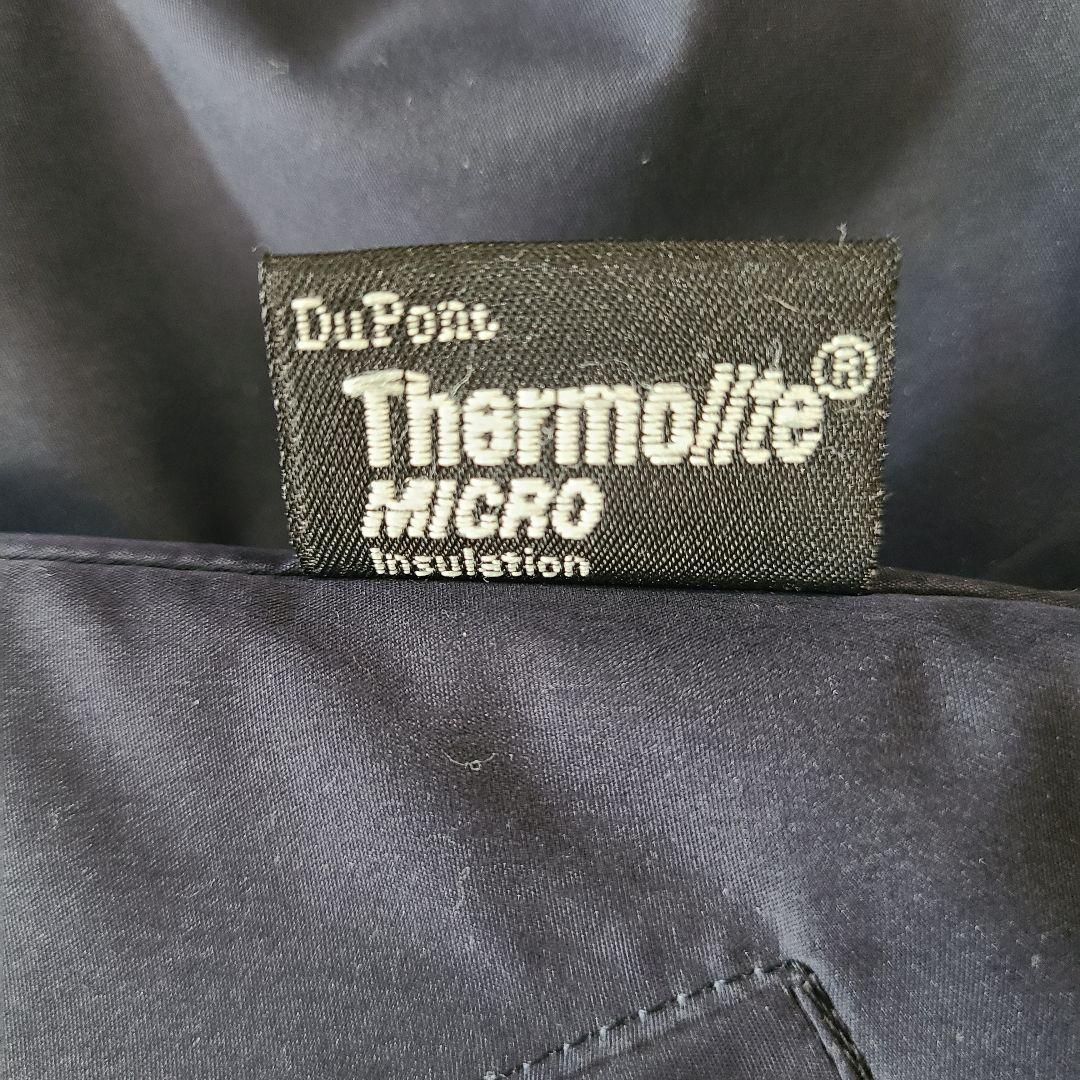 DuPont
Thermolite®
MICRO
Insulation